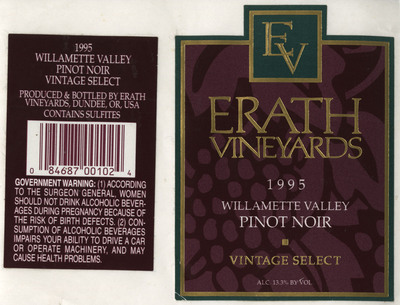 1995
WILLAMETTE VALLEY
PINOT NOIR
VINTAGE SELECT
PRODUCED & BOTTLED BY ERATH
VINEYARDS, DUNDEE, OR, USA
CONTAINS SULFITES
0 84687 00102 4
GOVERNMENT WARNING: (1) ACCORDING
TO THE SURGEON GENERAL, WOMEN
SHOULD NOT DRINK ALCOHOLIC BEVER-
AGES DURING PREGNANCY BECAUSE OF
THE RISK OF BIRTH DEFECTS. (2) CON-
SUMPTION OF ALCOHOLIC BEVERAGES
IMPAIRS YOUR ABILITY TO DRIVE A CAR
OR OPERATE MACHINERY, AND MAY
CAUSE HEALTH PROBLEMS.
EV
ERATH
VINEYARDS
1995
WILLAMETTE VALLEY
PINOT NOIR
VINTAGE SELECT
ALC. 13.5% BY VOL